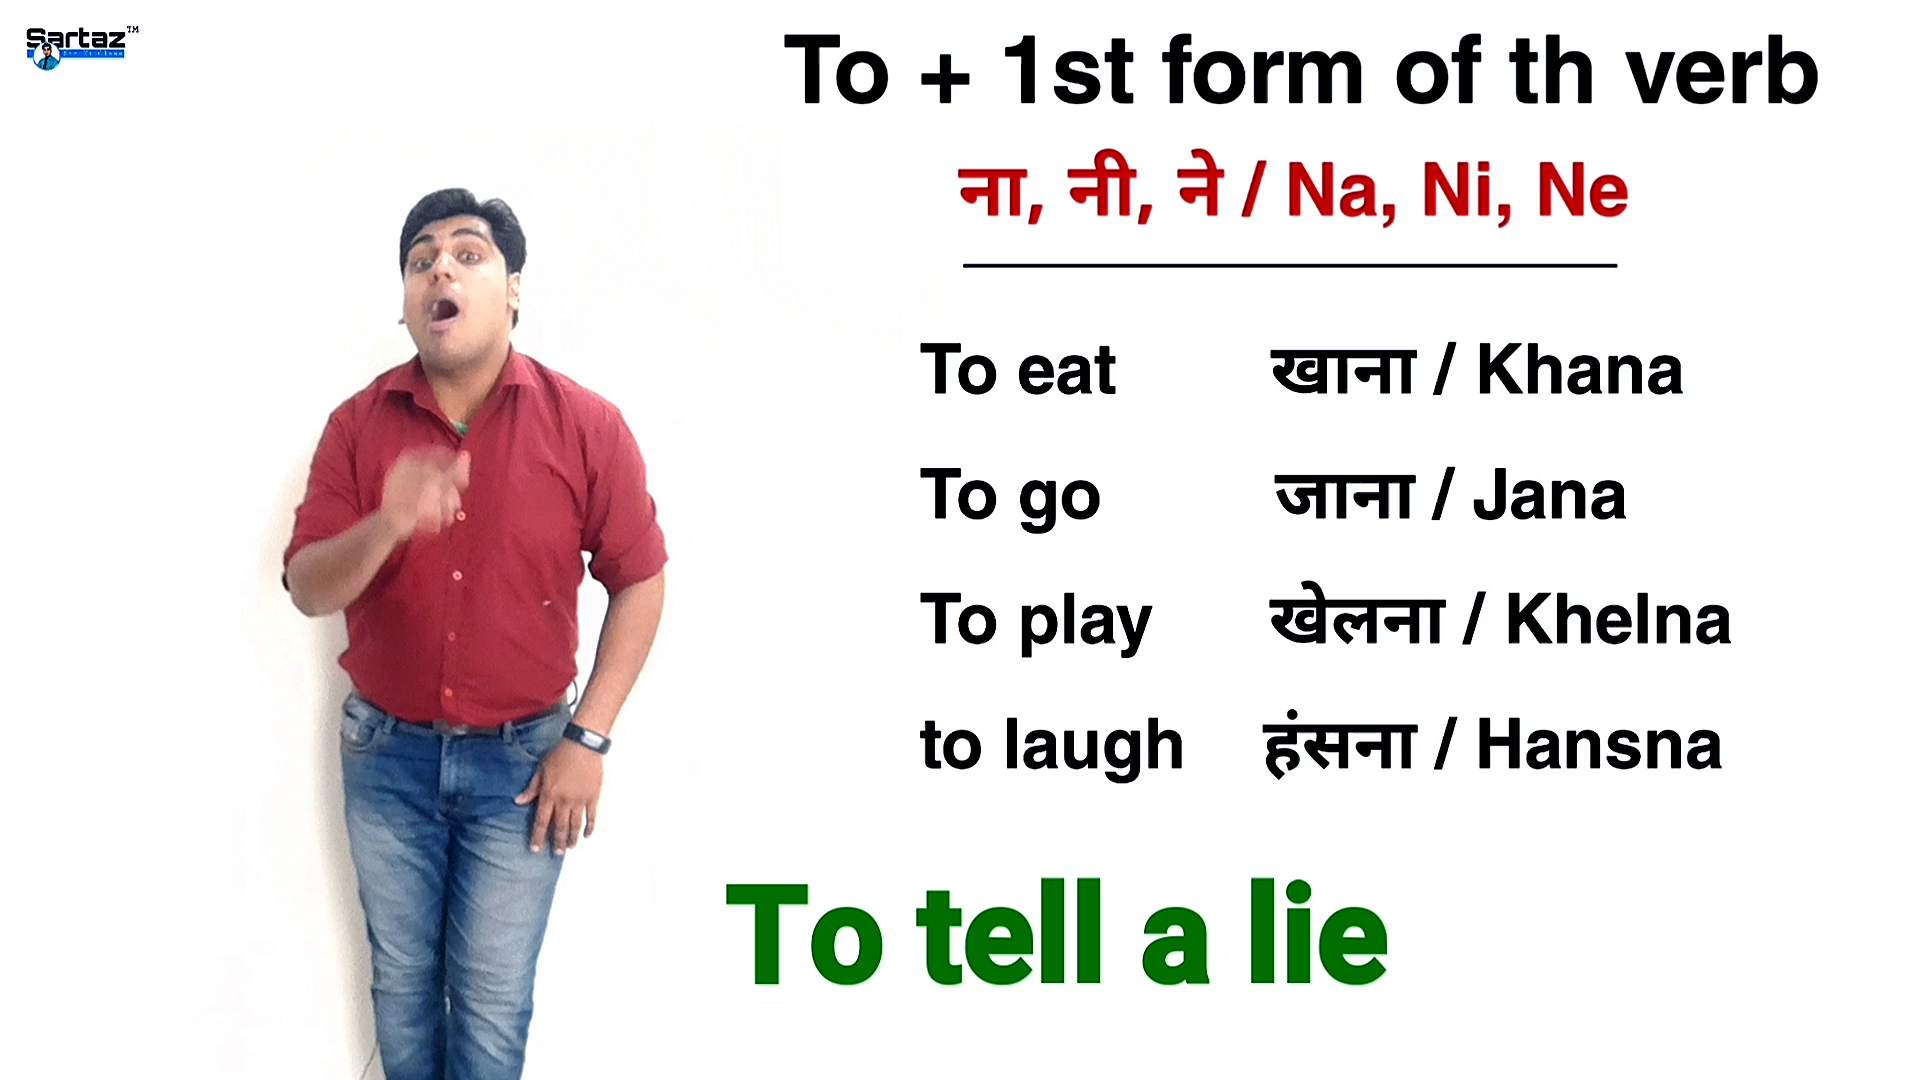 Sartaz™
To + 1st form of th verb
ना, नी, ने / Na, Ni, Ne
To eat खाना / Khana
To go जाना / Jana
To play खेलना / Khelna
to laugh हंसना / Hansna
To tell a lie